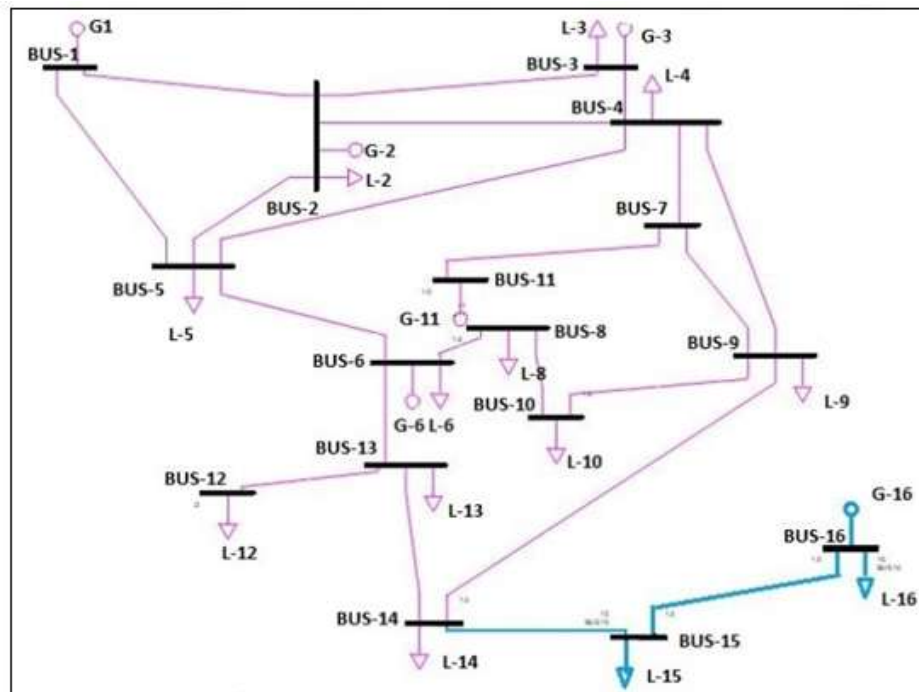 G1
L-3
G-3
BUS-1
BUS-3
L-4
BUS-4
G-2
L-2
BUS-2
BUS-7
BUS-5
BUS-11
L-5
G-11
BUS-8
BUS-9
BUS-6
L-8
L-9
BUS-10
G-6 L-6
BUS-13
L-10
BUS-12
G-16
L-13
BUS-16
L-12
L-16
BUS-14
BUS-15
L-14
L-15